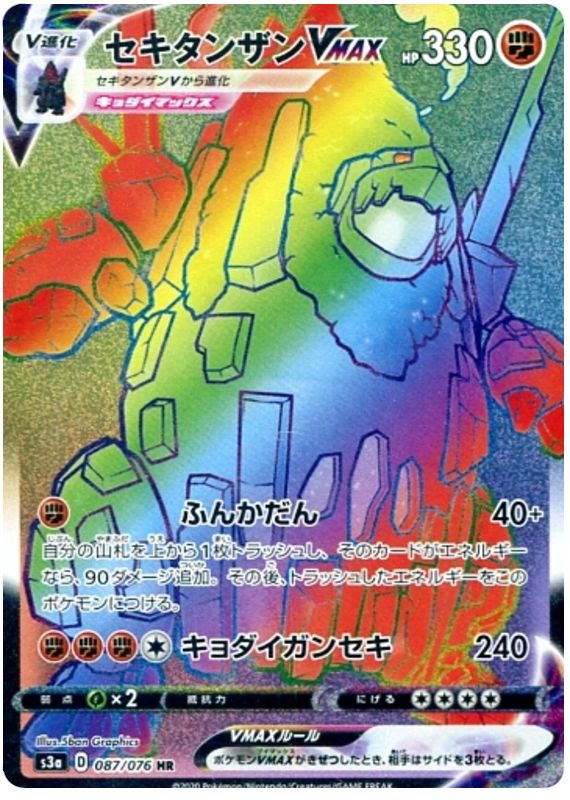 V進化
セキタンザンVMAX
HP330
セキタンザンVから進化
キョダイマックス
ふんかだん 40+
自分の山札を上から1枚トラッシュし、そのカードがエネルギー
なら、90ダメージ追加。その後、トラッシュしたエネルギーをこの
ポケモンにつける。
キョダイガンセキ 240
弱点 ×2 抵抗力 にげる
Illus. 5ban Graphics
VMAXルール
ポケモンVMAXがきぜつしたとき、相手はサイドを3枚とる。
s3a D 087/076 HR
©2020 Pokémon/Nintendo/Creatures/GAME FREAK